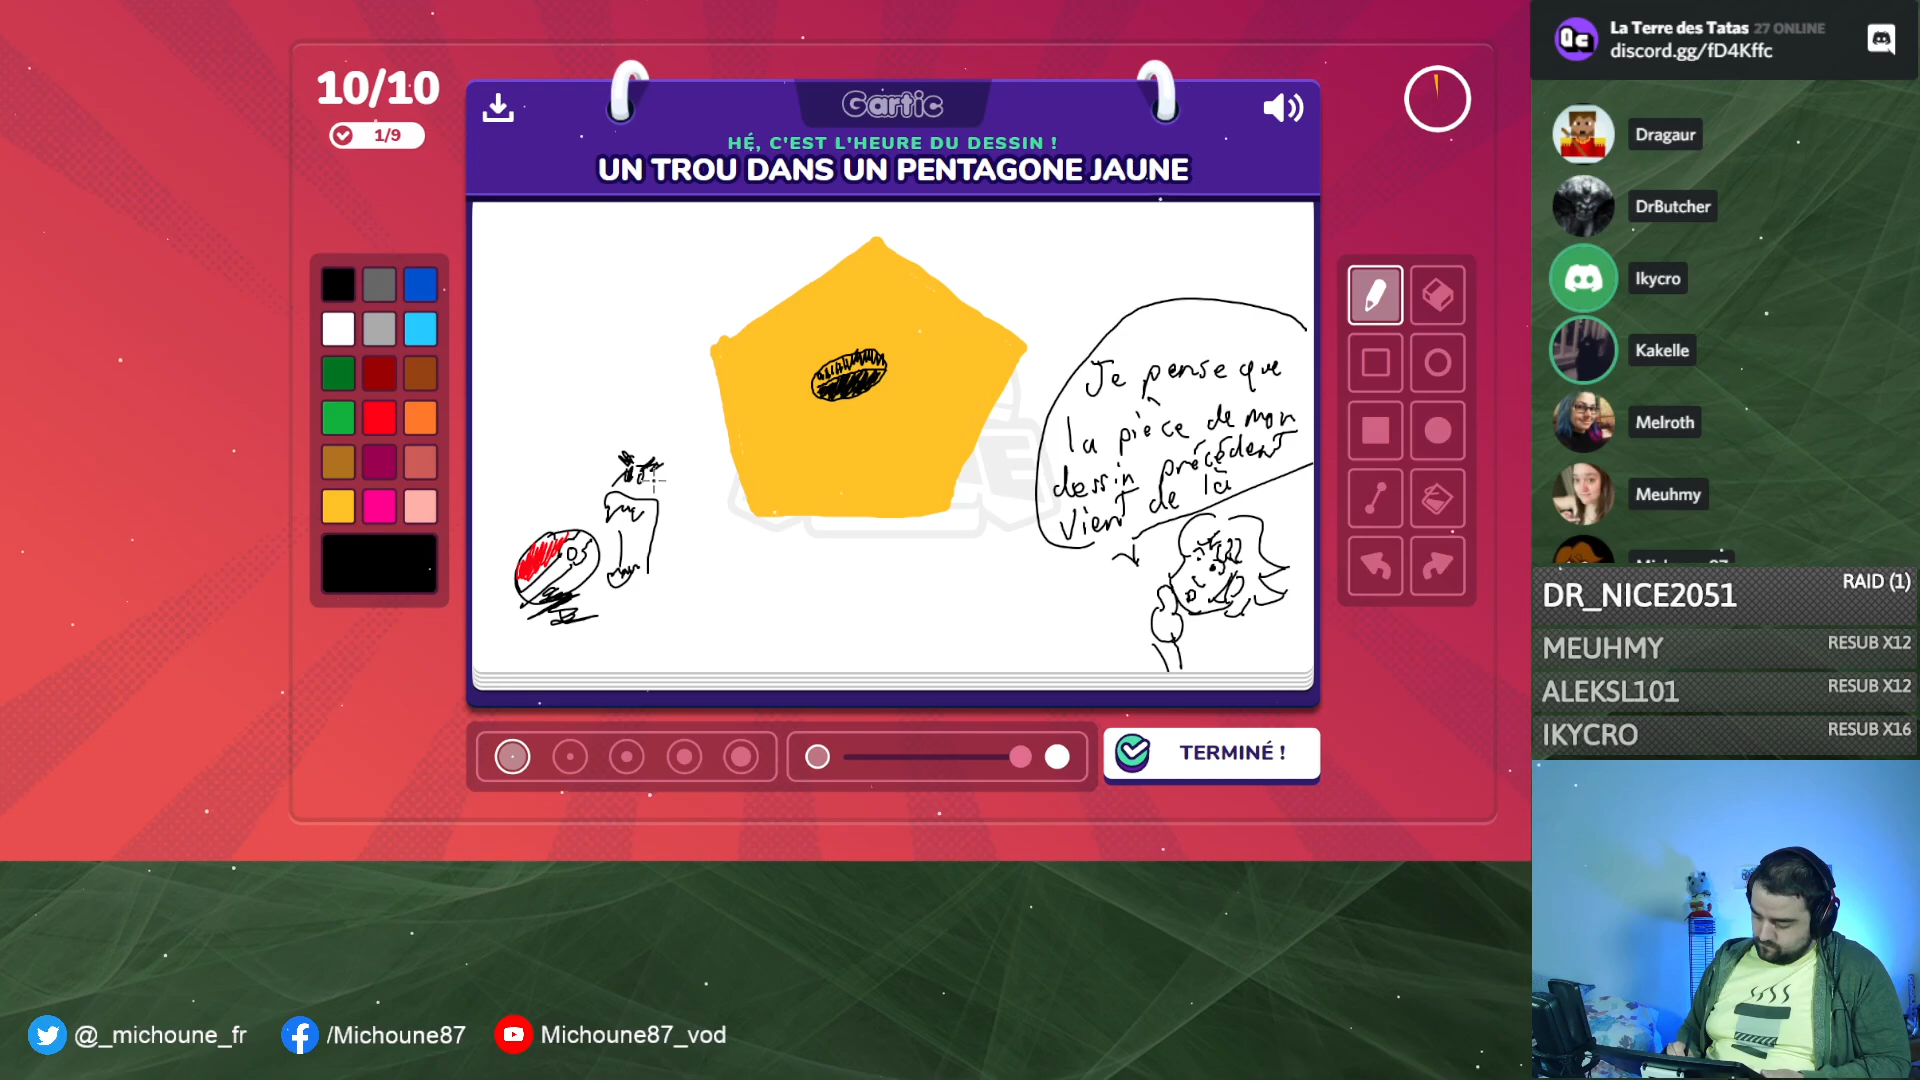 10/10
1/9
Gartic
HÉ, C'EST L'HEURE DU DESSIN !
UN TROU DANS UN PENTAGONE JAUNE
Je pense que
la pièce de mon
dessin précédent
vient de là
TERMINÉ !
La Terre des Tatas 27 ONLINE
discord.gg/fD4Kffc
Dragaur
DrButcher
Ikycro
Kakelle
Melroth
Meuhmy
DR_NICE2051 RAID (1)
MEUHMY RESUB X12
ALEKSL101 RESUB X12
IKYCRO RESUB X16
@_michoune_fr
/Michoune87
Michoune87_vod